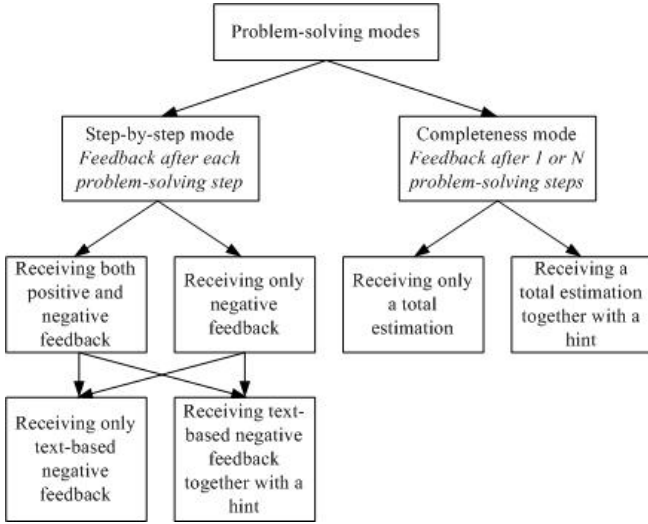 Problem-solving modes
Step-by-step mode
Feedback after each
problem-solving step
Completeness mode
Feedback after 1 or N
problem-solving steps
Receiving both
positive and
negative
feedback
Receiving only
negative
feedback
Receiving only
a total
estimation
Receiving a
total estimation
together with a
hint
Receiving only
text-based
negative
feedback
Receiving text-
based negative
feedback
together with a
hint